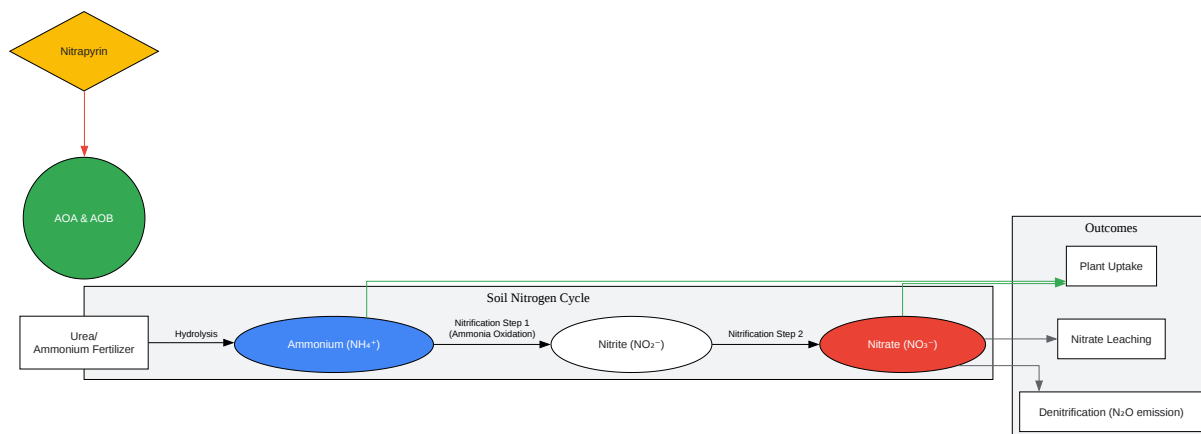 Nitrapyrin
AOA & AOB
Outcomes
Plant Uptake
Soil Nitrogen Cycle
Urea/
Ammonium Fertilizer
Hydrolysis
Ammonium (NH₄⁺)
Nitrification Step 1
(Ammonia Oxidation)
Nitrite (NO₂⁻)
Nitrification Step 2
Nitrate (NO₃⁻)
Nitrate Leaching
Denitrification (N₂O emission)